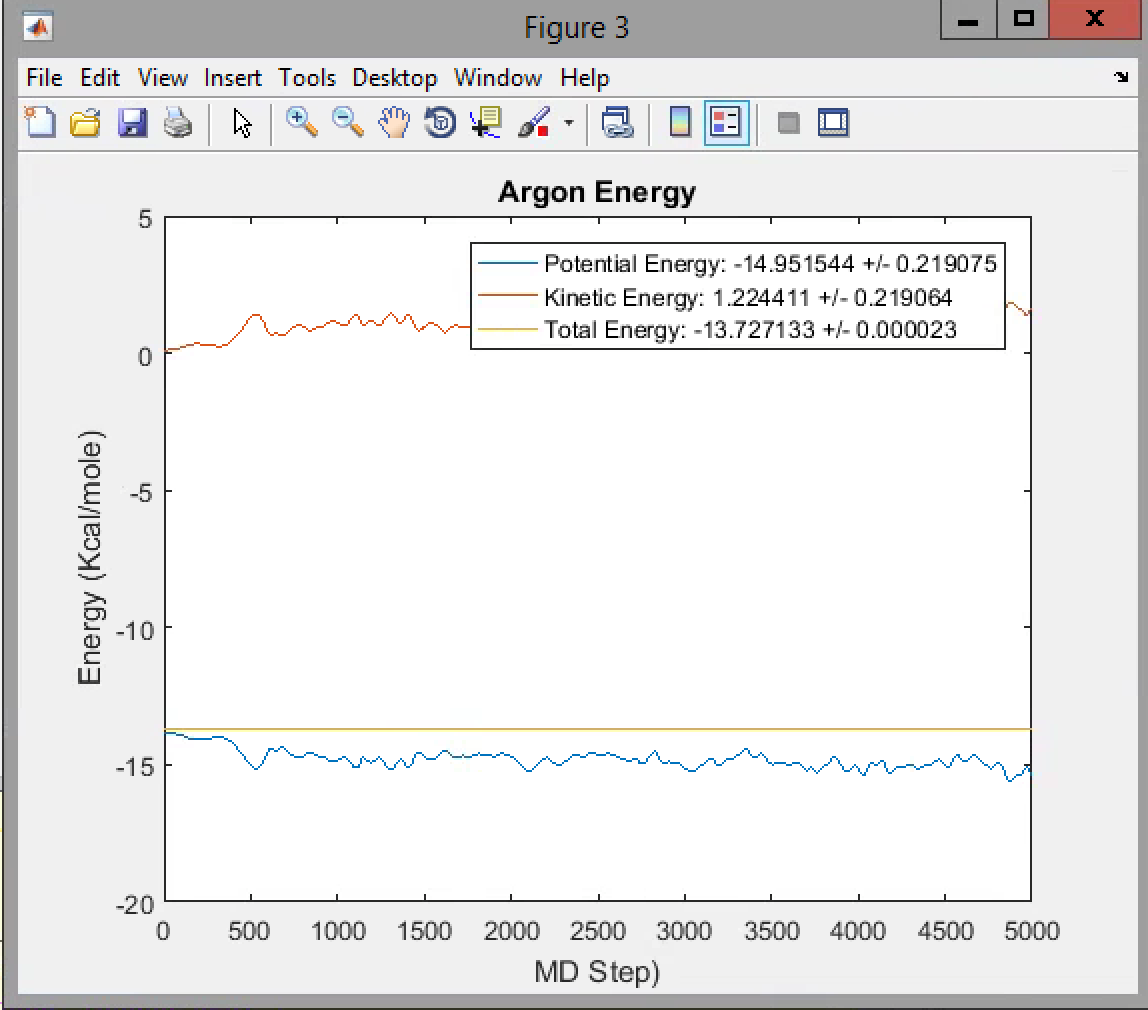 Figure 3
X
File Edit View Insert Tools Desktop Window Help
Argon Energy
Potential Energy: -14.951544 +/- 0.219075
Kinetic Energy: 1.224411 +/- 0.219064
Total Energy: -13.727133 +/- 0.000023
5
0
-5
-10
-15
-20
Energy (Kcal/mole)
0 500 1000 1500 2000 2500 3000 3500 4000 4500 5000
MD Step)